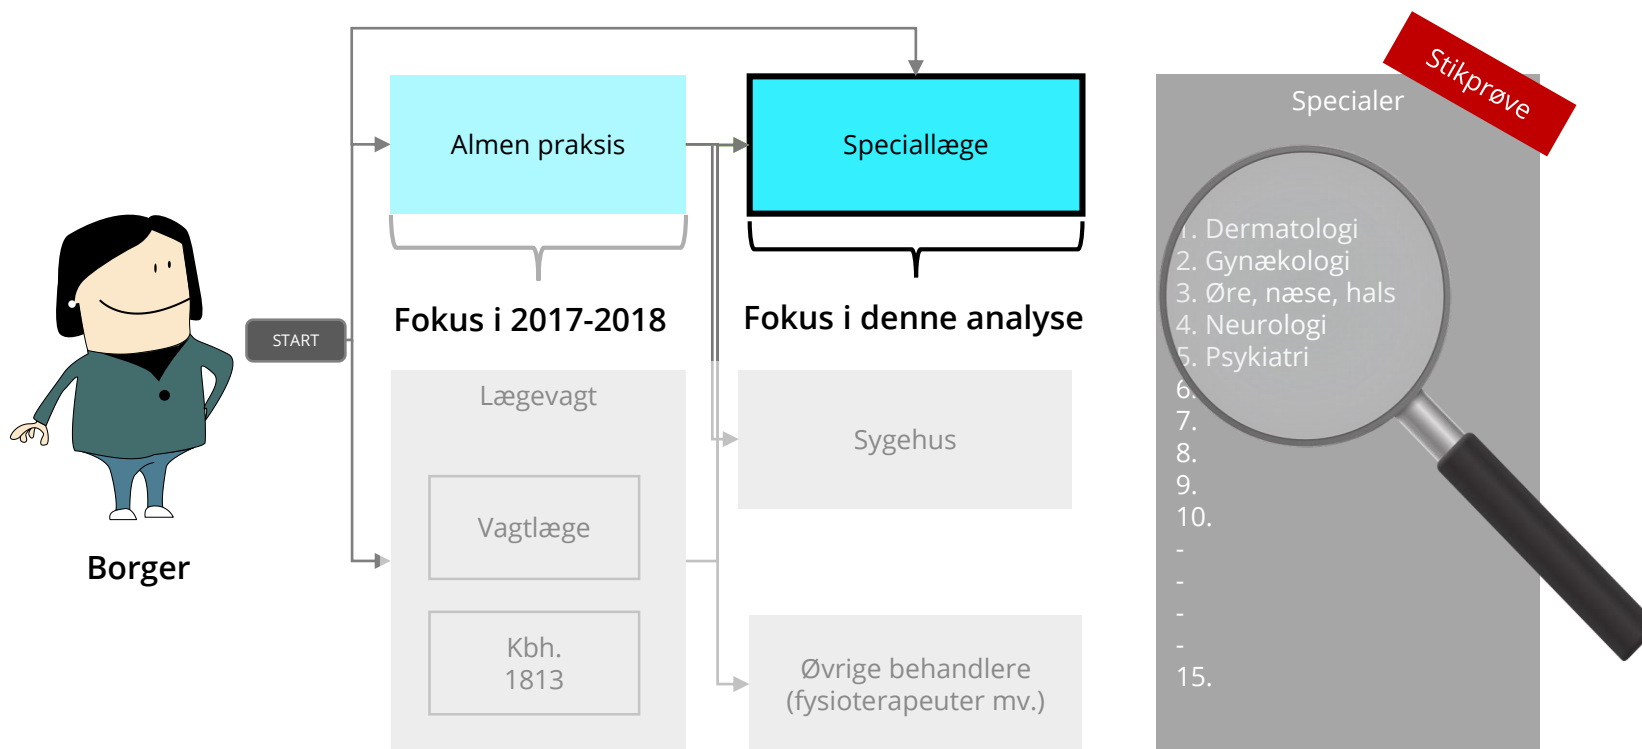 Almen praksis
Speciallæge
Fokus i 2017-2018
Fokus i denne analyse
START
Borger
Lægevagt
Vagtlæge
Kbh.
1813
Sygehus
Øvrige behandlere
(fysioterapeuter mv.)
Stikprøve
Specialer
1. Dermatologi
2. Gynækologi
3. Øre, næse, hals
4. Neurologi
5. Psykiatri
6.
7.
8.
9.
10.
-
-
-
-
15.